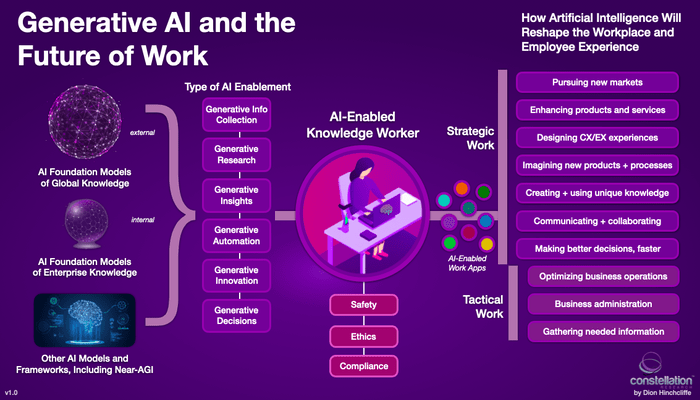 Generative AI and the
Future of Work
How Artificial Intelligence Will
Reshape the Workplace and
Employee Experience
external
AI Foundation Models
of Global Knowledge
internal
AI Foundation Models
of Enterprise Knowledge
Other AI Models and
Frameworks, Including Near-AGI
v1.0
Type of AI Enablement
Generative Info
Collection
Generative
Research
Generative
Insights
Generative
Automation
Generative
Innovation
Generative
Decisions
AI-Enabled
Knowledge Worker
Safety
Ethics
Compliance
AI-Enabled
Work Apps
Strategic
Work
Pursuing new markets
Enhancing products and services
Designing CX/EX experiences
Imagining new products + processes
Creating + using unique knowledge
Communicating + collaborating
Making better decisions, faster
Tactical
Work
Optimizing business operations
Business administration
Gathering needed information
constellation
RESEARCH
by Dion Hinchcliffe